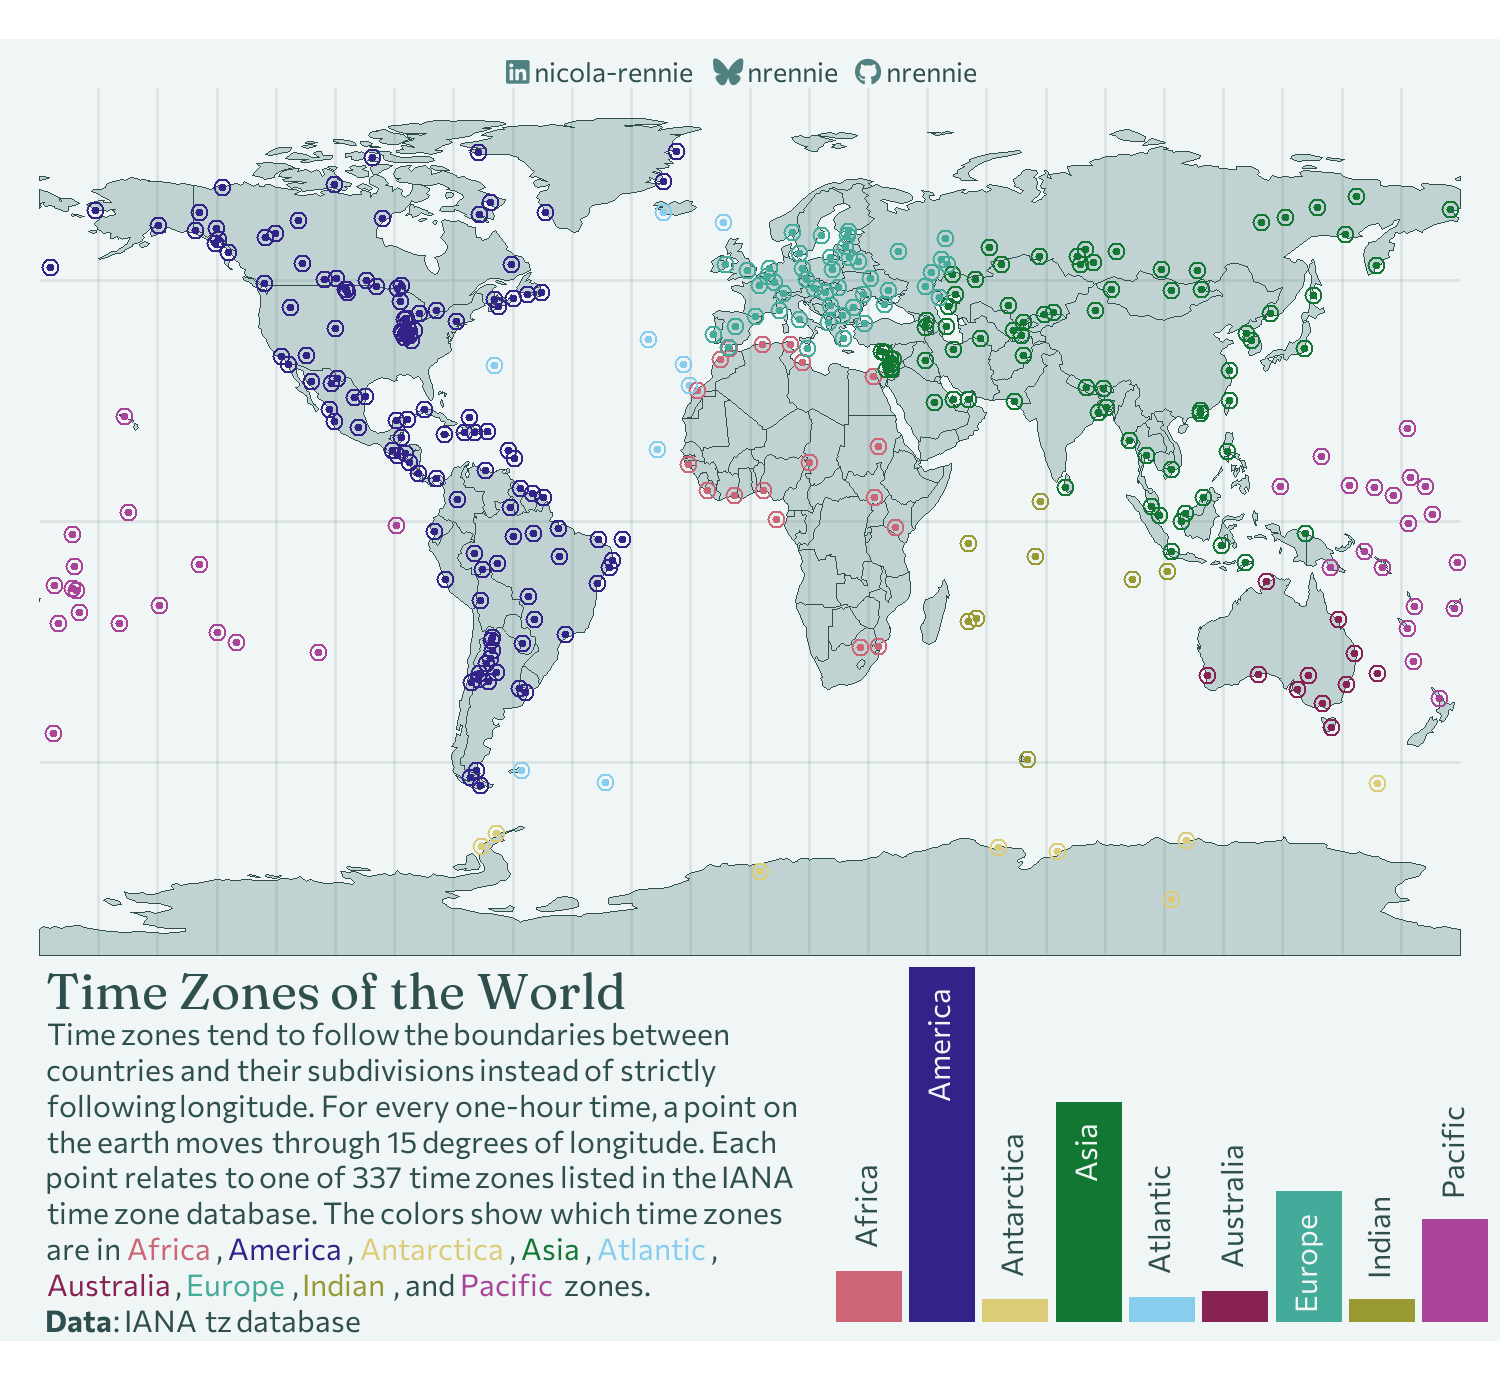 nicola-rennie nrennie nrennie
Time Zones of the World
Time zones tend to follow the boundaries between
countries and their subdivisions instead of strictly
following longitude. For every one-hour time, a point on
the earth moves through 15 degrees of longitude. Each
point relates to one of 337 time zones listed in the IANA
time zone database. The colors show which time zones
are in Africa , America , Antarctica , Asia , Atlantic ,
Australia , Europe , Indian , and Pacific zones.
Data: IANA tz database
Africa
America
Antarctica
Asia
Atlantic
Australia
Europe
Indian
Pacific